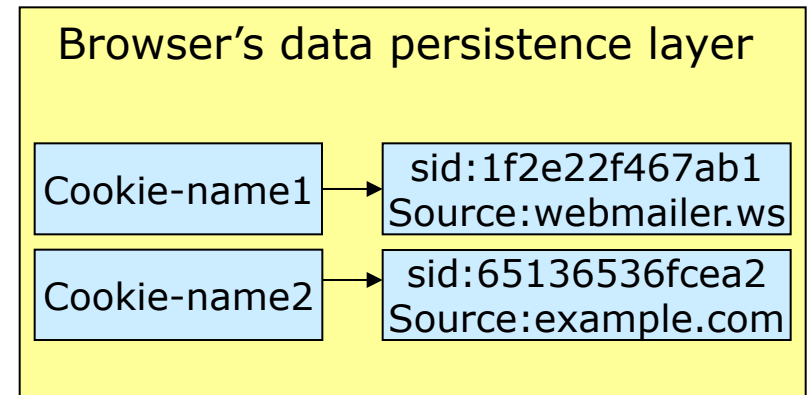 Browser’s data persistence layer
Cookie-name1
sid:1f2e22f467ab1
Source:webmailer.ws
Cookie-name2
sid:65136536fcea2
Source:example.com